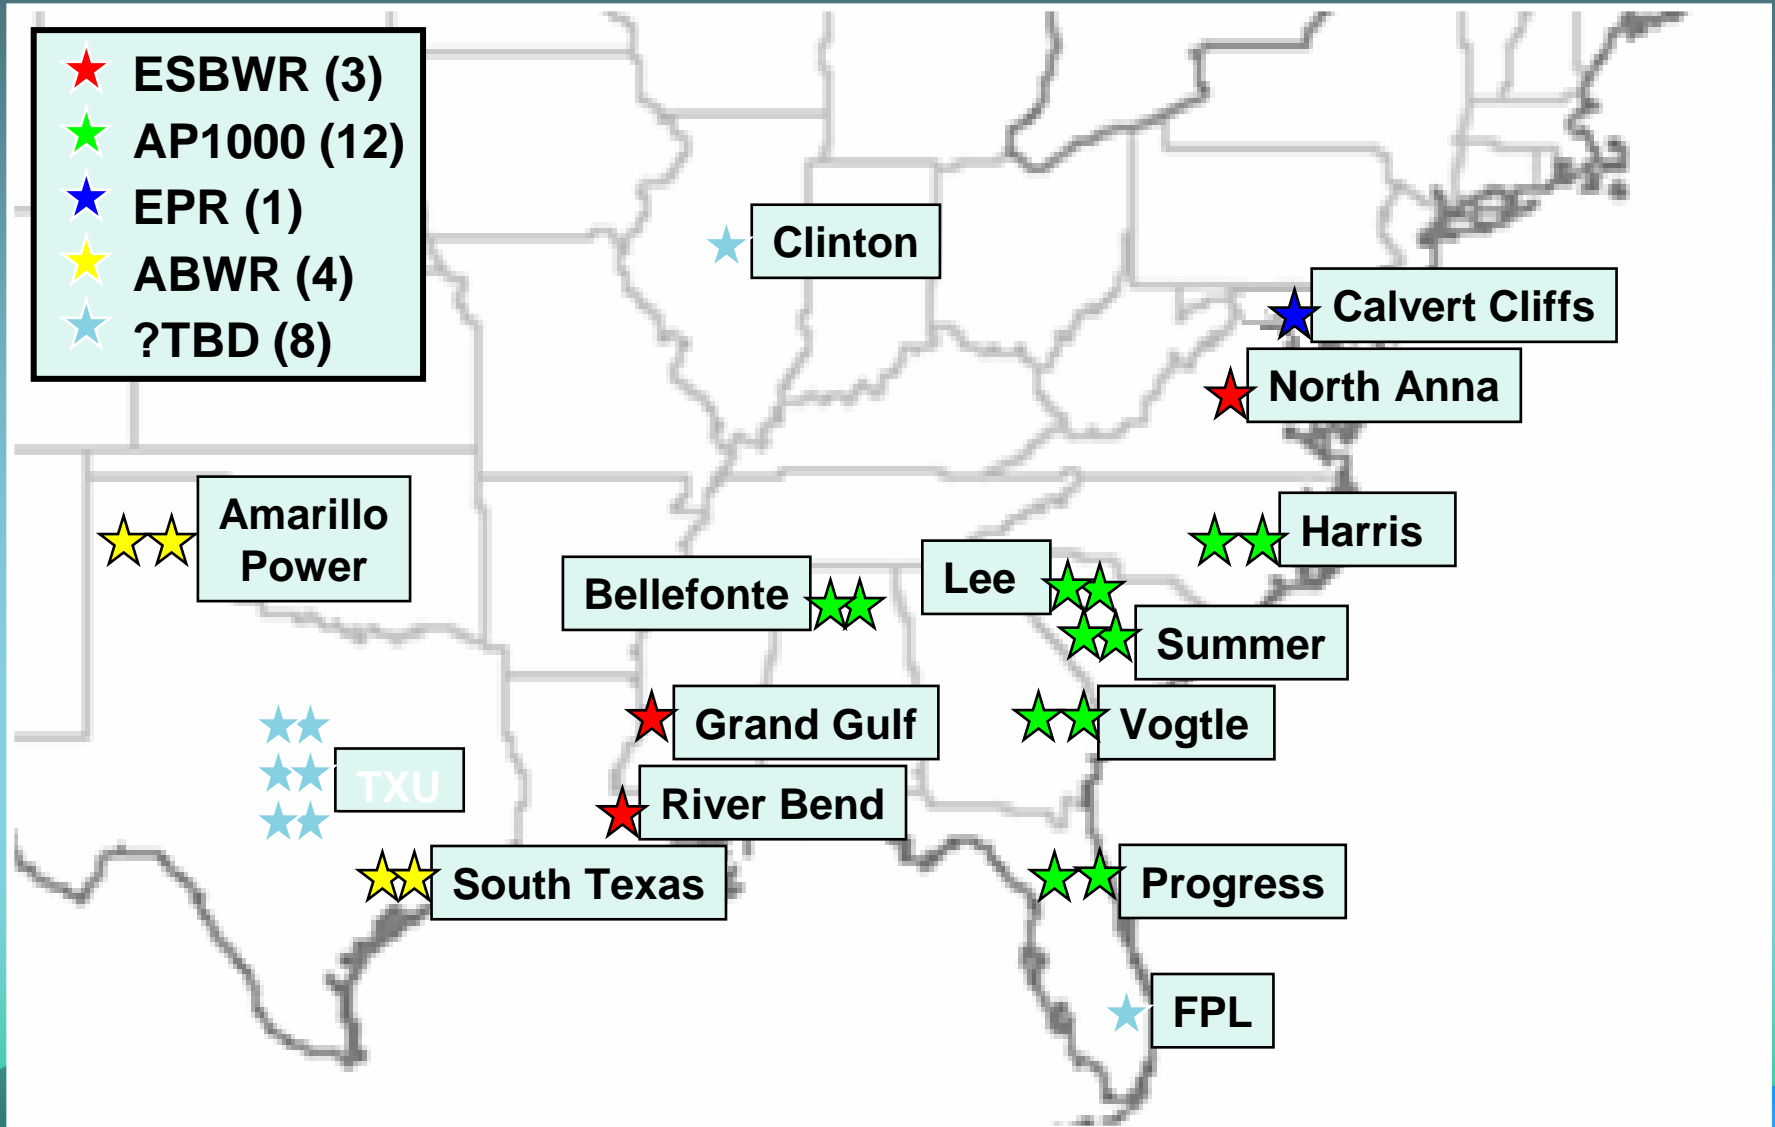 ESBWR (3)
AP1000 (12)
EPR (1)
ABWR (4)
?TBD (8)
Clinton
Calvert Cliffs
North Anna
Amarillo
Power
Harris
Bellefonte
Lee
Summer
Grand Gulf
Vogtle
TXU
River Bend
South Texas
Progress
FPL